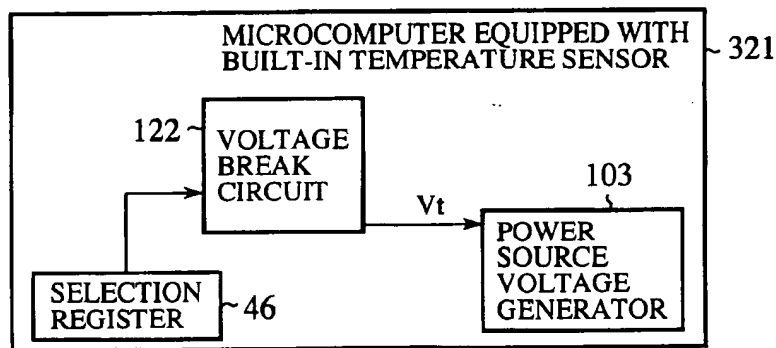 MICROCOMPUTER EQUIPPED WITH
BUILT-IN TEMPERATURE SENSOR
321
122
VOLTAGE
BREAK
CIRCUIT
Vt
103
POWER
SOURCE
VOLTAGE
GENERATOR
SELECTION
REGISTER
46